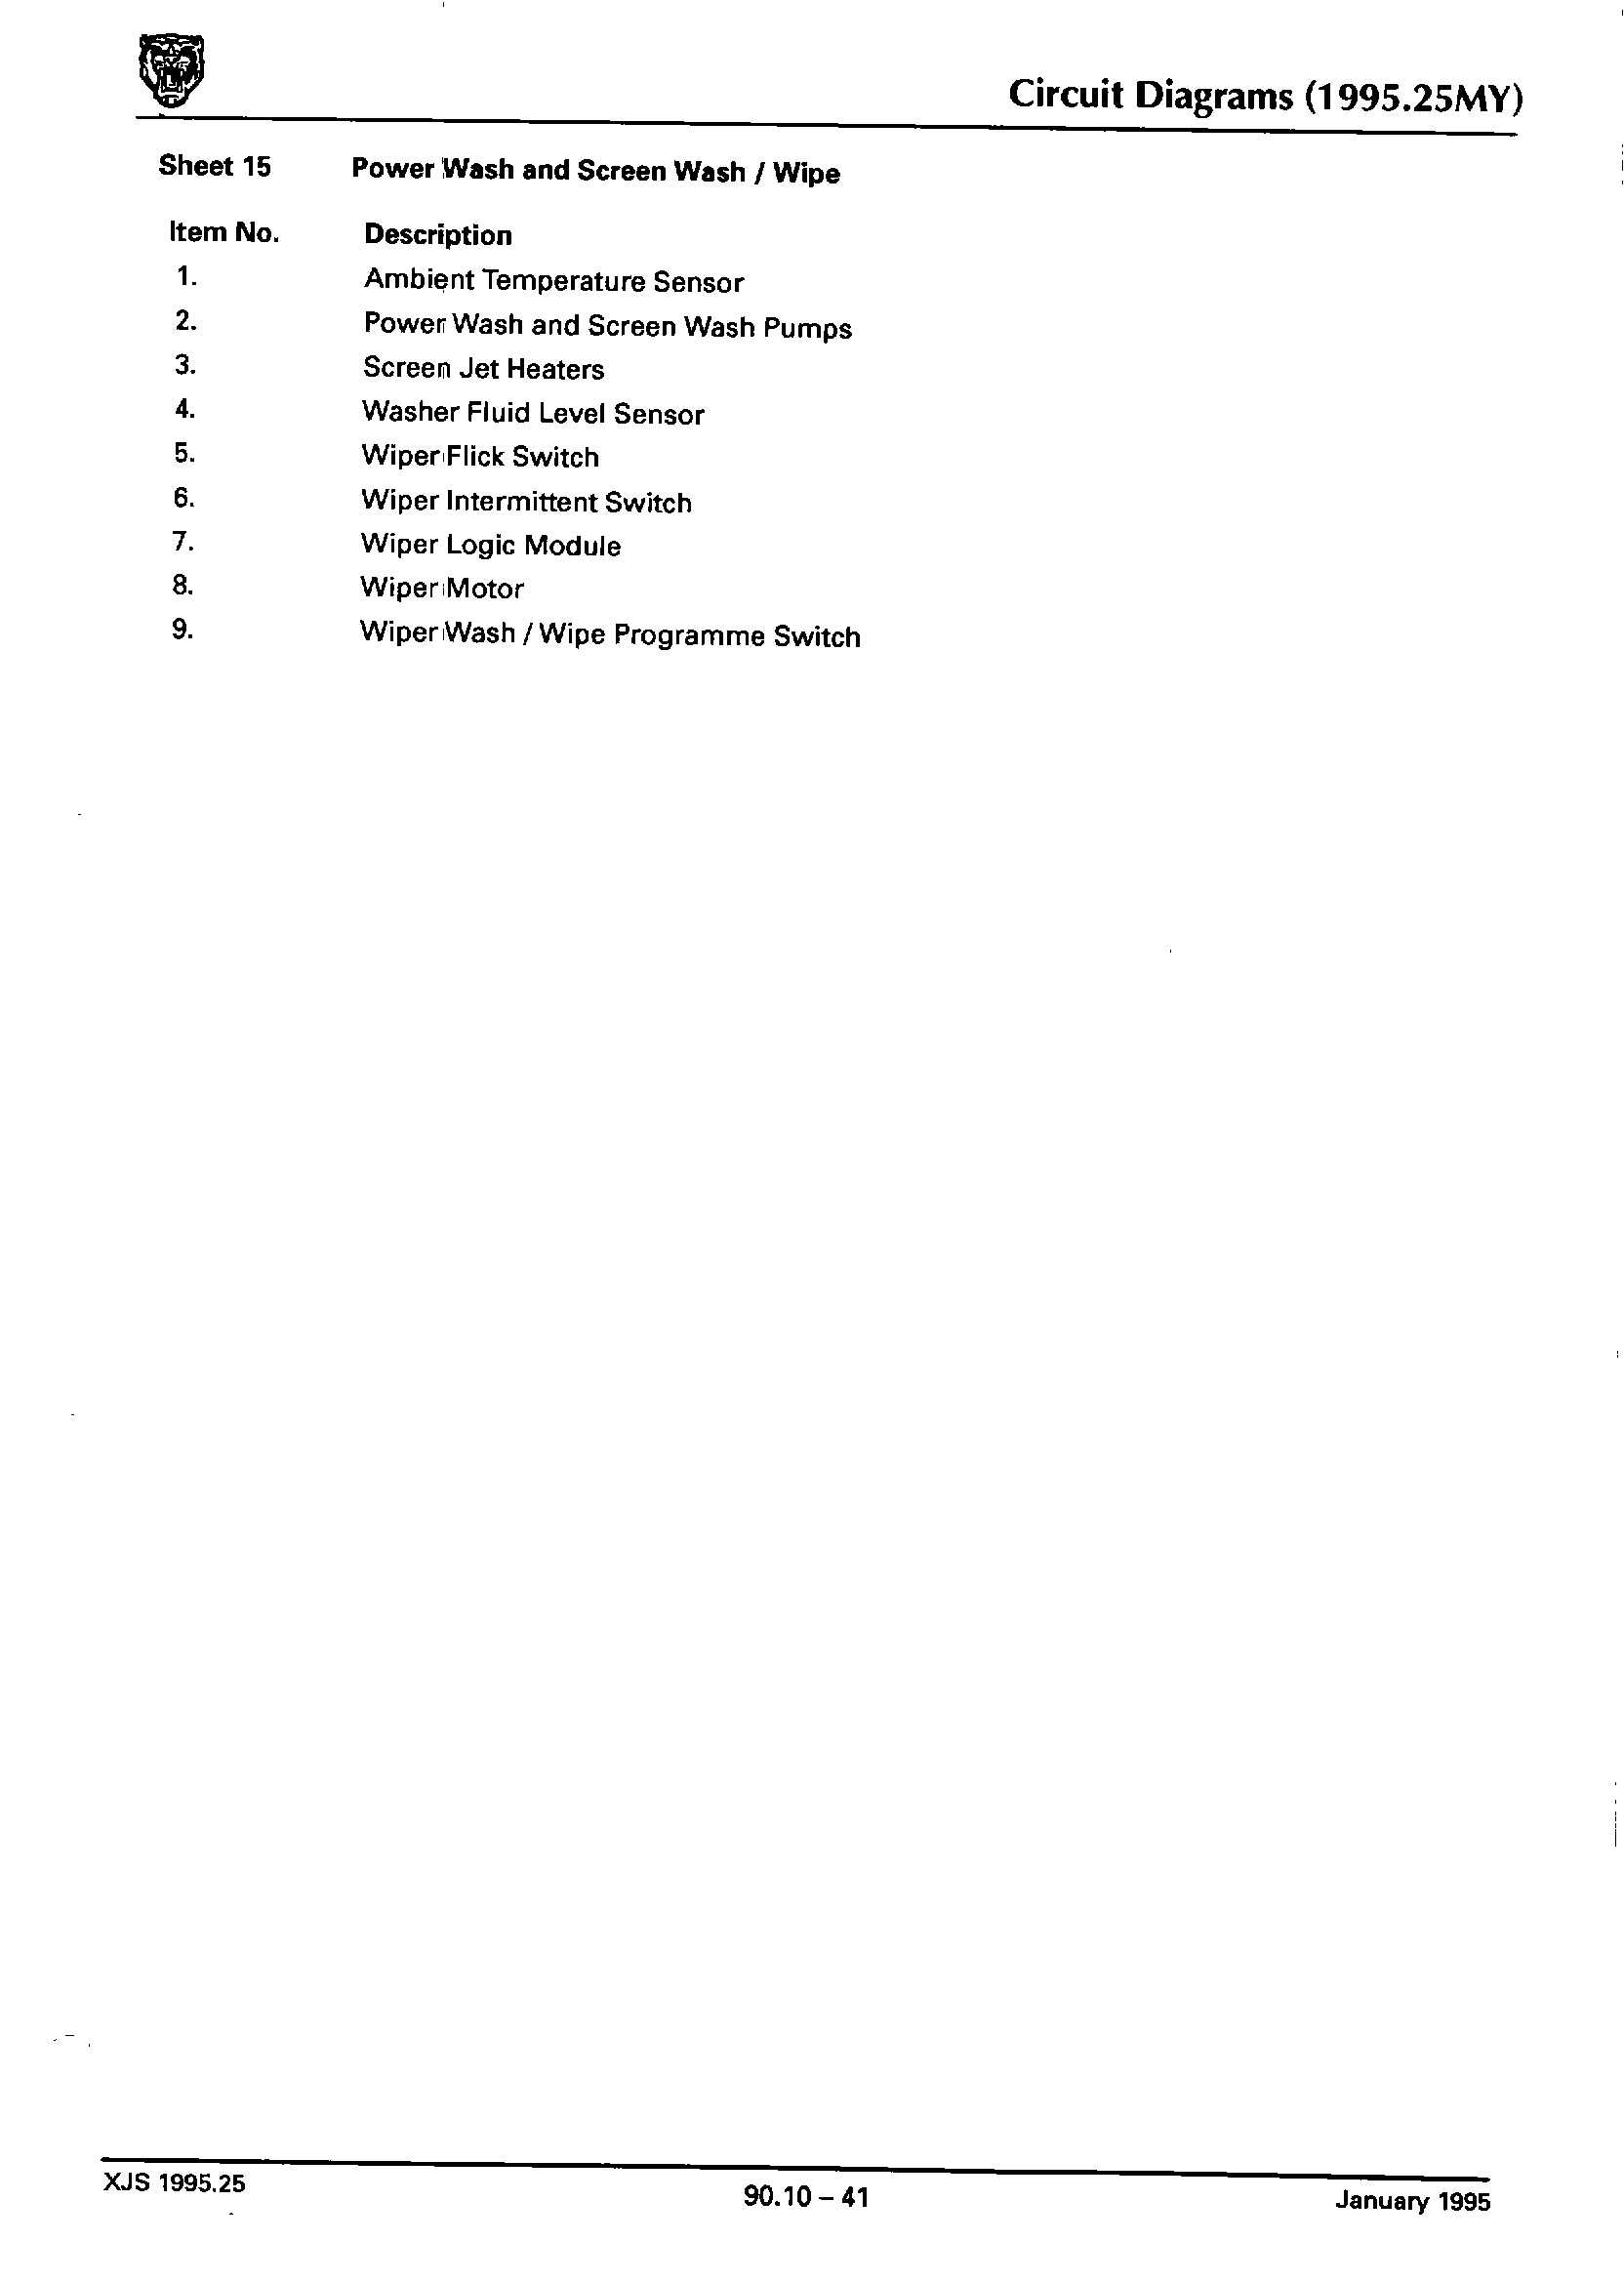 Circuit Diagrams (1995.25MY)
Sheet 15 Power Wash and Screen Wash / Wipe
Item No. Description
1. Ambient Temperature Sensor
2. Power Wash and Screen Wash Pumps
3. Screen Jet Heaters
4. Washer Fluid Level Sensor
5. Wiper Flick Switch
6. Wiper Intermittent Switch
7. Wiper Logic Module
8. Wiper Motor
9. Wiper Wash / Wipe Programme Switch
XJS 1995.25 90.10 – 41 January 1995